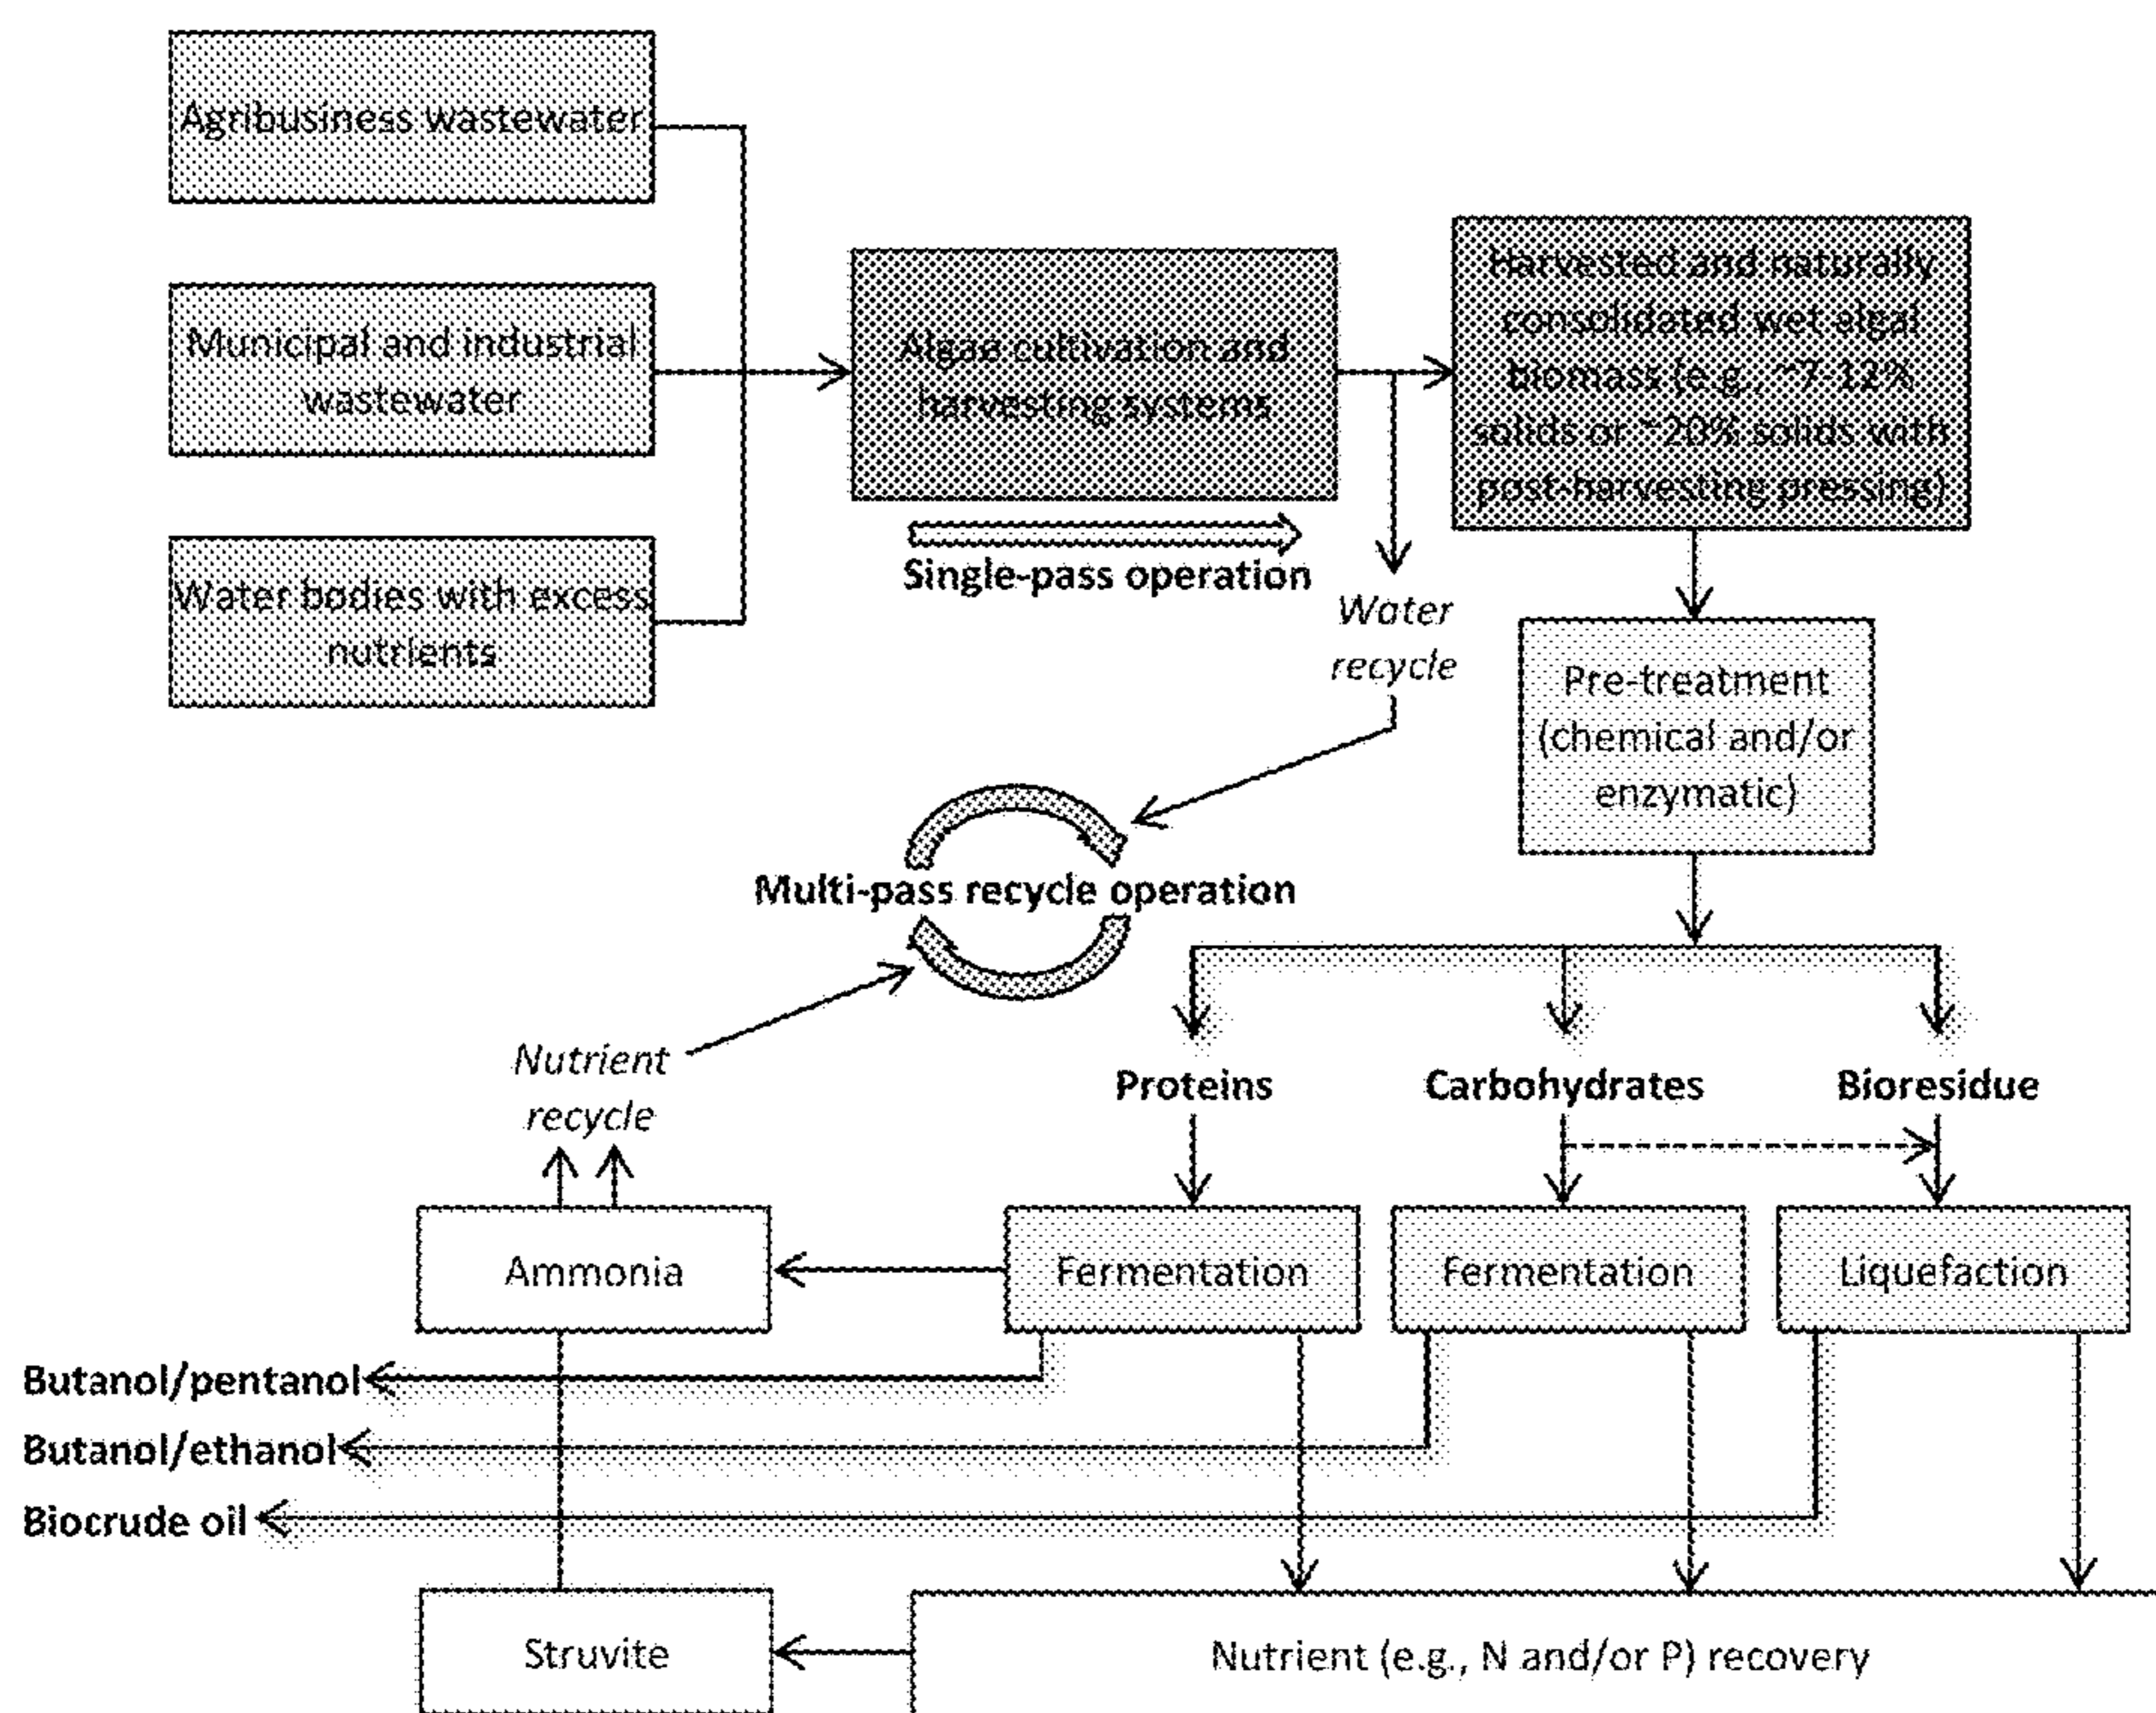 Agribusiness wastewater
Municipal and industrial
wastewater
Water bodies with excess
nutrients
Algae cultivation and
harvesting systems
Single-pass operation
Harvested and naturally
consolidated wet algal
biomass (e.g., ~7-12%
solids or ~20% solids with
post-harvesting pressing)
Water
recycle
Pre-treatment
(chemical and/or
enzymatic)
Multi-pass recycle operation
Nutrient
recycle
Proteins
Carbohydrates
Bioresidue
Ammonia
Fermentation
Fermentation
Liquefaction
Butanol/pentanol
Butanol/ethanol
Biocrude oil
Struvite
Nutrient (e.g., N and/or P) recovery